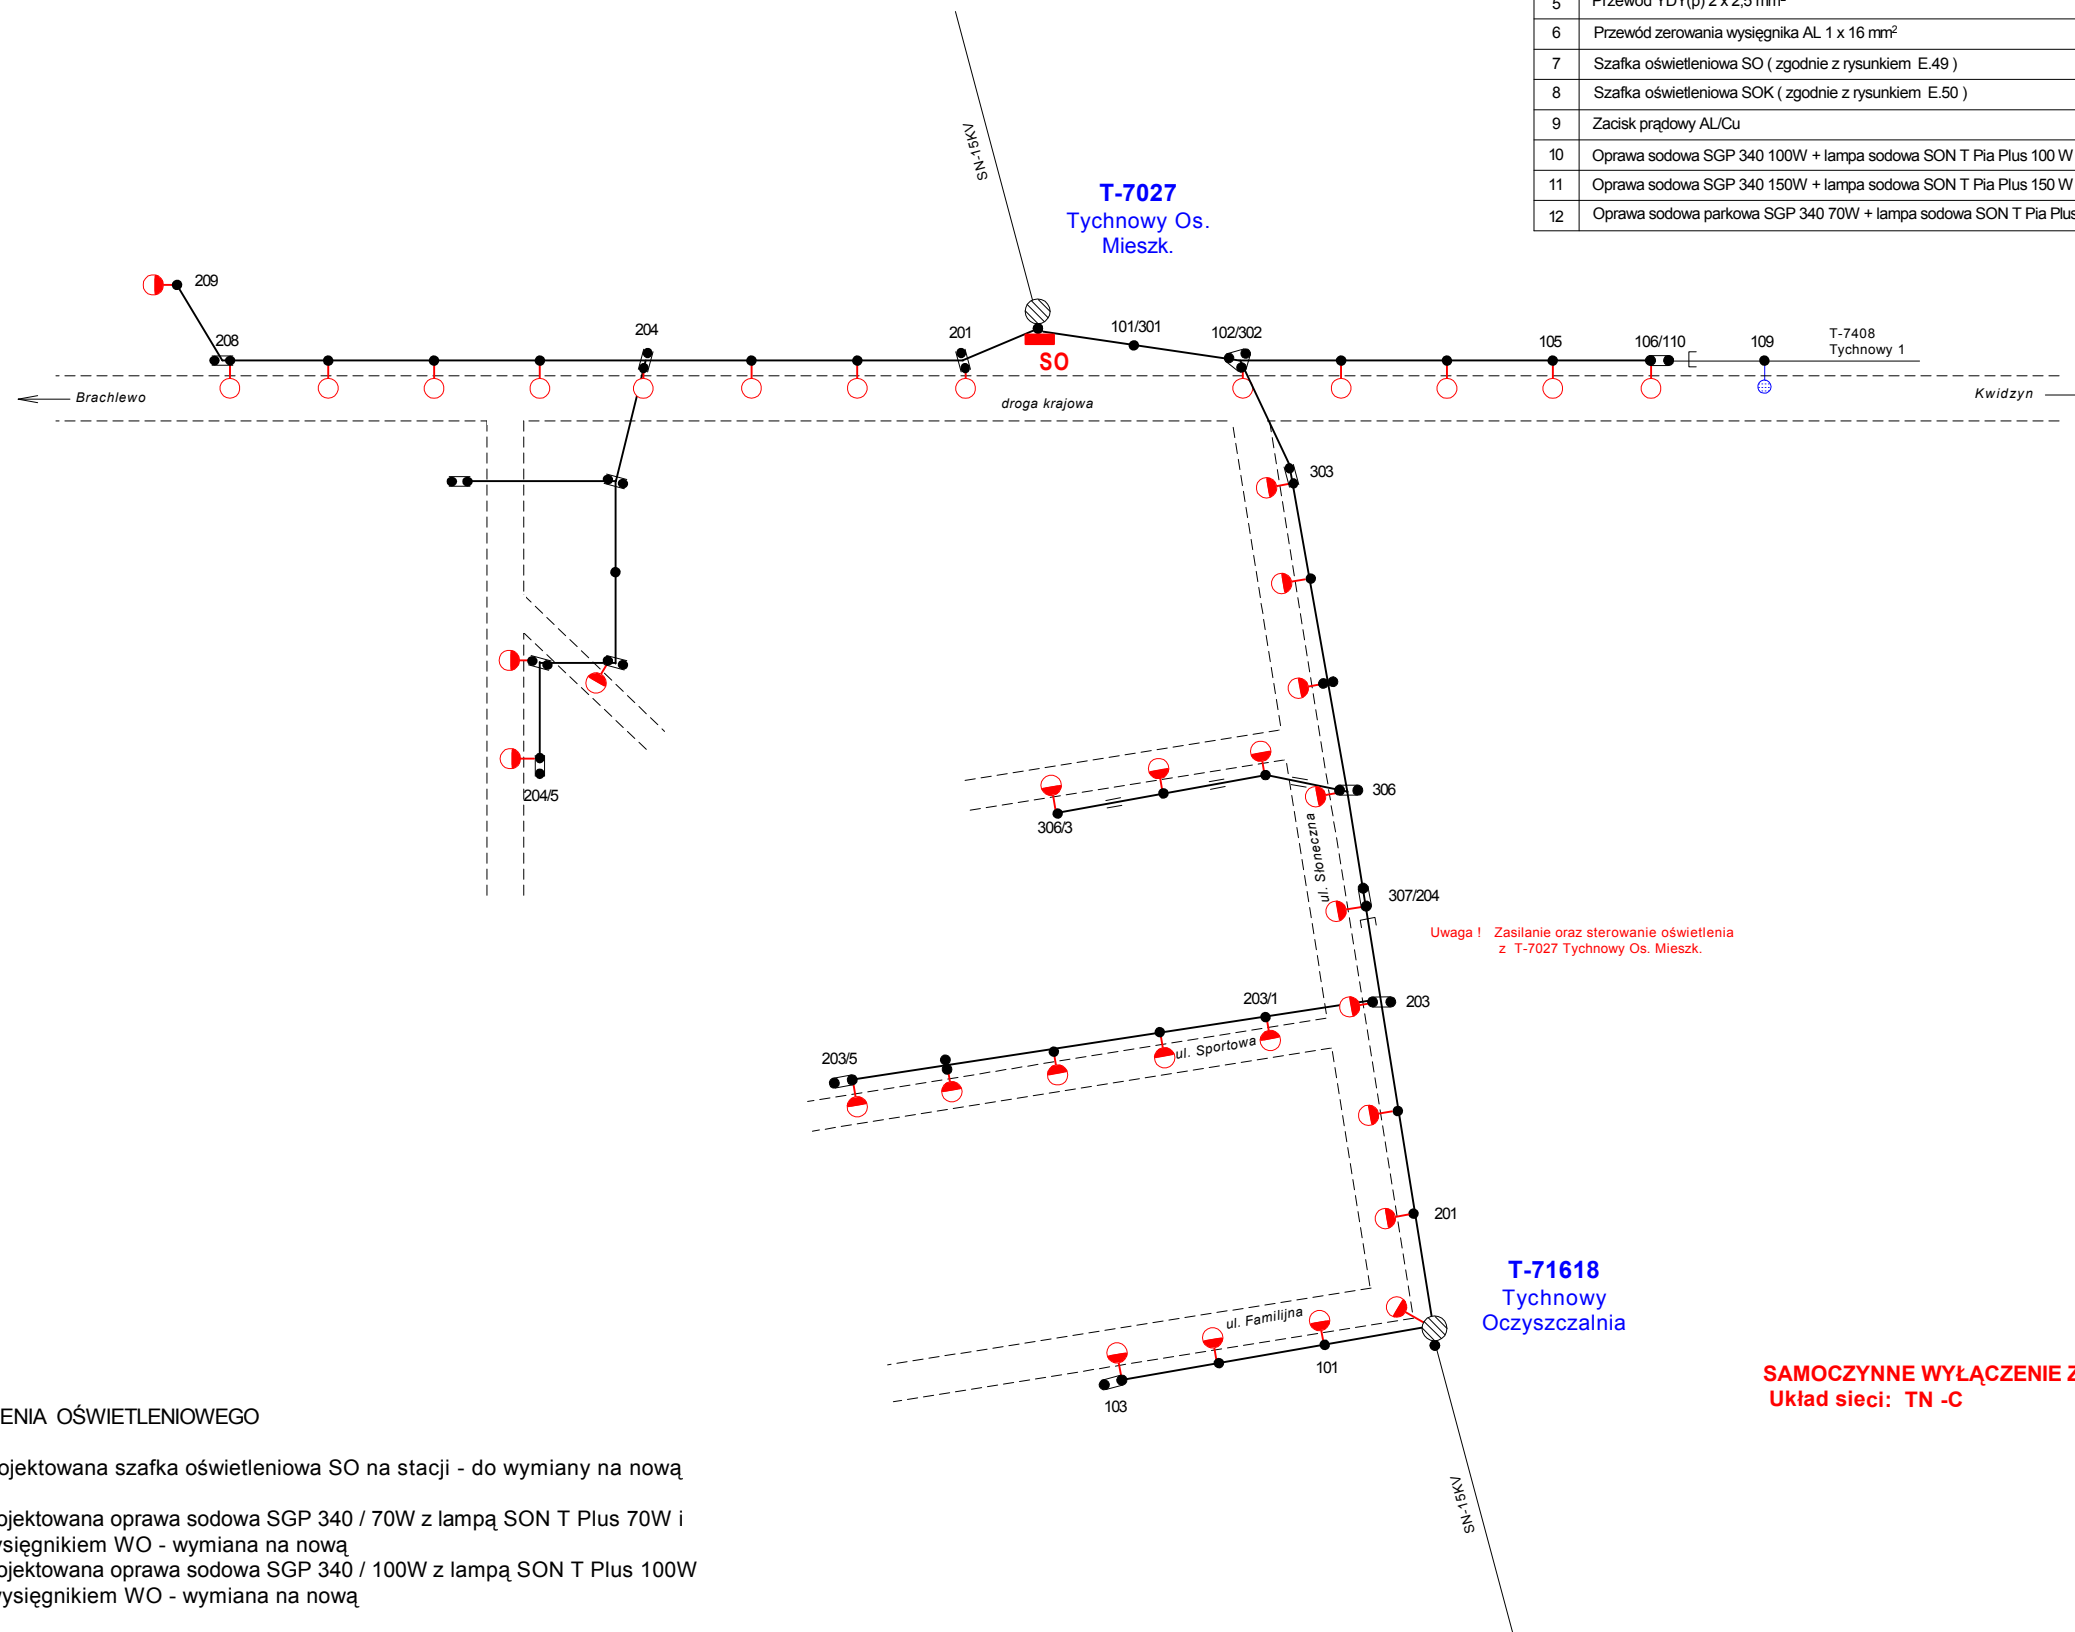 5 Przewód YDY(p) 2 x 2,5 mm²
6 Przewód zerowania wysięgnika AL 1 x 16 mm²
7 Szafka oświetleniowa SO ( zgodnie z rysunkiem E.49 )
8 Szafka oświetleniowa SOK ( zgodnie z rysunkiem E.50 )
9 Zacisk prądowy AL/Cu
10 Oprawa sodowa SGP 340 100W + lampa sodowa SON T Pia Plus 100 W
11 Oprawa sodowa SGP 340 150W + lampa sodowa SON T Pia Plus 150 W
12 Oprawa sodowa parkowa SGP 340 70W + lampa sodowa SON T Pia Plus
SN-15KV
T-7027
Tychnowy Os.
Mieszk.
209
208
204
201
101/301
102/302
105
106/110
109
T-7408
Tychnowy 1
SO
Brachlewo
droga krajowa
Kwidzyn
303
204/5
306
306/3
ul. Słoneczna
307/204
Uwaga ! Zasilanie oraz sterowanie oświetlenia
z T-7027 Tychnowy Os. Mieszk.
203/1
203
ul. Sportowa
203/5
201
T-71618
Tychnowy
Oczyszczalnia
ul. Familijna
101
103
SAMOCZYNNE WYŁĄCZENIE Z
Układ sieci: TN -C
SN-15KV
ENIA OŚWIETLENIOWEGO
ojektowana szafka oświetleniowa SO na stacji - do wymiany na nową
ojektowana oprawa sodowa SGP 340 / 70W z lampą SON T Plus 70W i
ysięgnikiem WO - wymiana na nową
ojektowana oprawa sodowa SGP 340 / 100W z lampą SON T Plus 100W
wysięgnikiem WO - wymiana na nową